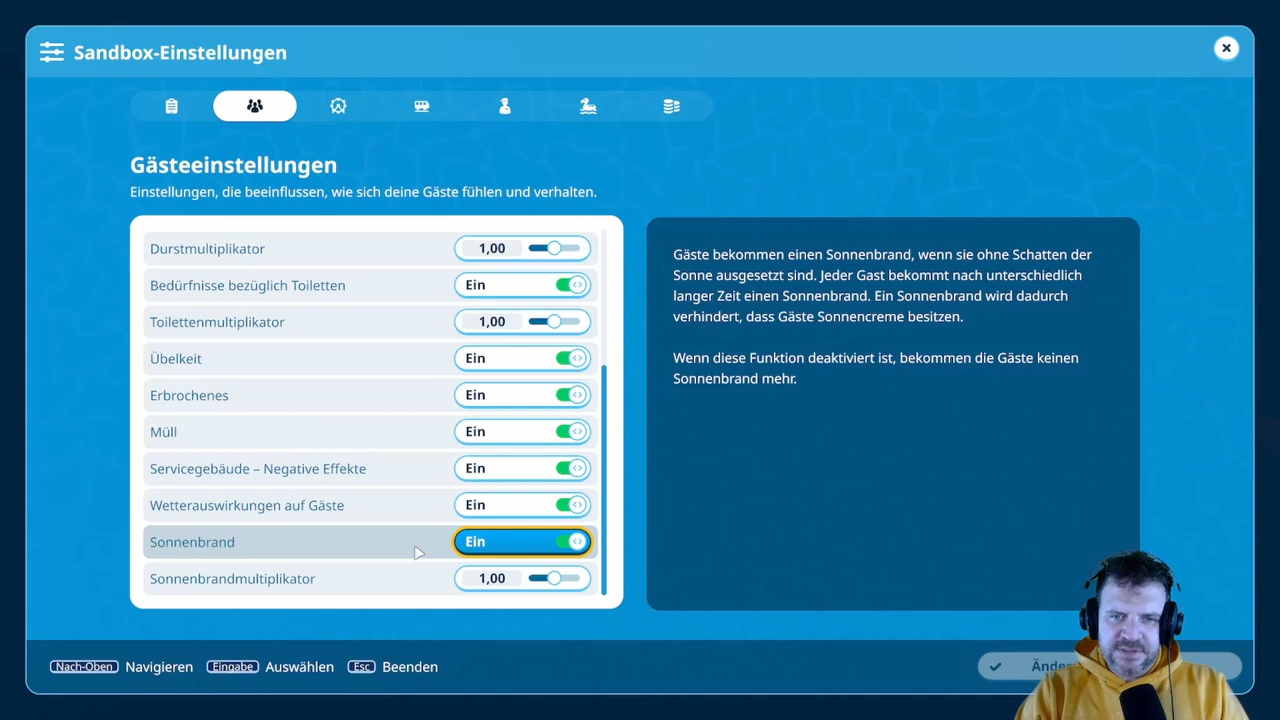 Sandbox-Einstellungen
Gästeeinstellungen
Einstellungen, die beeinflussen, wie sich deine Gäste fühlen und verhalten.
Durstmultiplikator 1,00
Bedürfnisse bezüglich Toiletten Ein
Toilettenmultiplikator 1,00
Übelkeit Ein
Erbrochenes Ein
Müll Ein
Servicegebäude – Negative Effekte Ein
Wetterauswirkungen auf Gäste Ein
Sonnenbrand Ein
Sonnenbrandmultiplikator 1,00
Gäste bekommen einen Sonnenbrand, wenn sie ohne Schatten der
Sonne ausgesetzt sind. Jeder Gast bekommt nach unterschiedlich
langer Zeit einen Sonnenbrand. Ein Sonnenbrand wird dadurch
verhindert, dass Gäste Sonnencreme besitzen.
Wenn diese Funktion deaktiviert ist, bekommen die Gäste keinen
Sonnenbrand mehr.
Nach-Oben Navigieren Eingabe Auswählen Esc Beenden